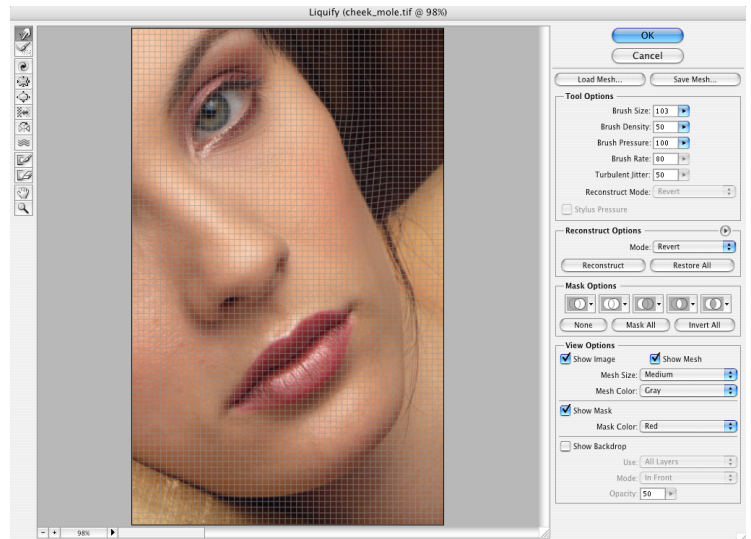 Liquify (cheek_mole.tif @ 98%)
OK
Cancel
Load Mesh... Save Mesh...
Tool Options
Brush Size: 103
Brush Density: 50
Brush Pressure: 100
Brush Rate: 80
Turbulent Jitter: 50
Reconstruct Mode: Revert
Stylus Pressure
Reconstruct Options
Mode: Revert
Reconstruct Restore All
Mask Options
None Mask All Invert All
View Options
Show Image Show Mesh
Mesh Size: Medium
Mesh Color: Gray
Show Mask
Mask Color: Red
Show Backdrop
Use: All Layers
Mode: In Front
Opacity: 50
- + 98%